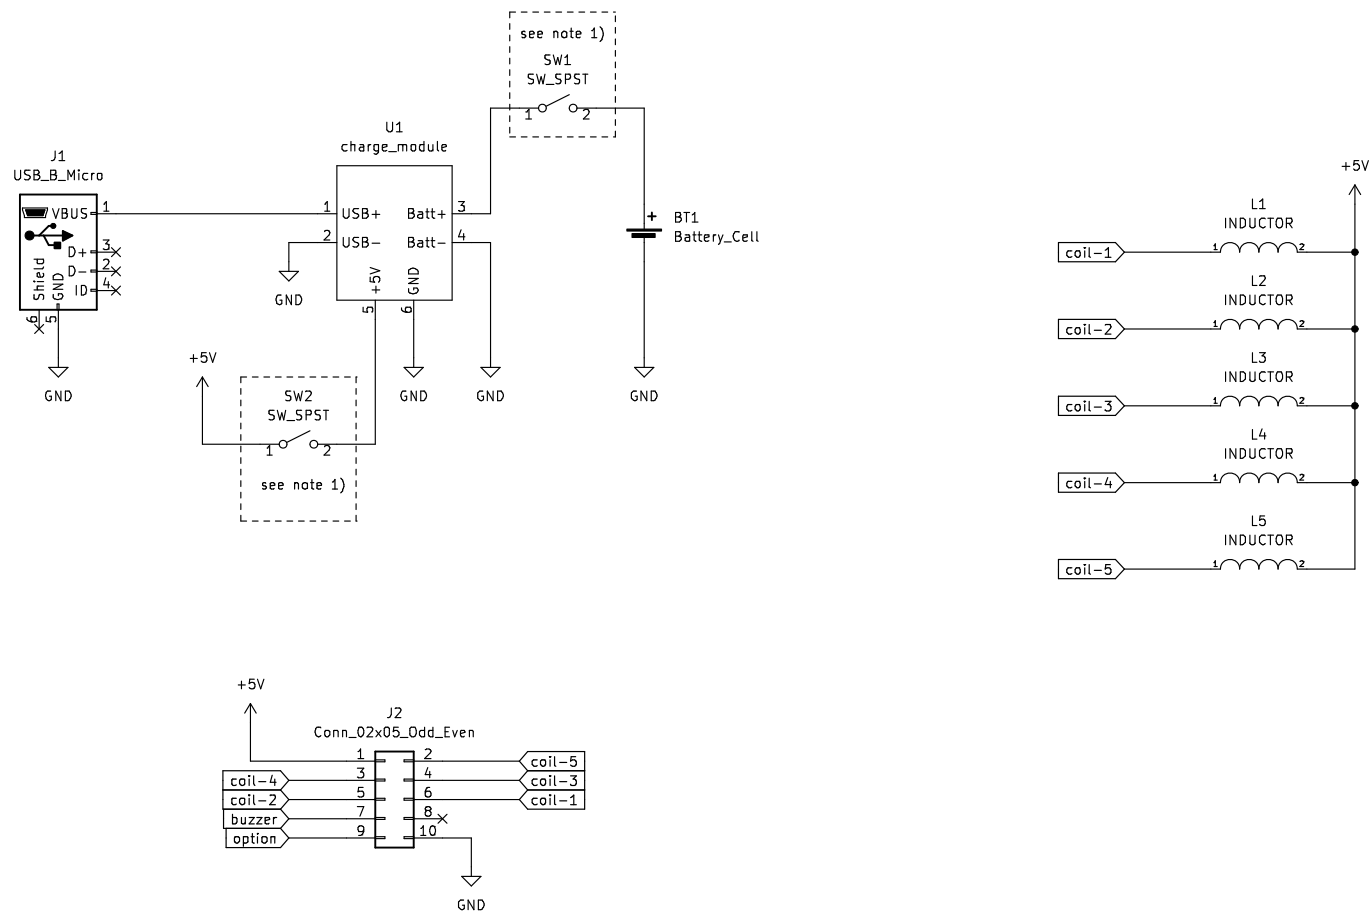 see note 1)
SW1
SW_SPST
1
2
U1
charge_module
J1
USB_B_Micro
VBUS
1
D+
3
D-
2
ID
4
Shield
GND
6
5
GND
1
USB+
Batt+
3
2
USB-
Batt-
4
+5V
GND
5
6
GND
GND
GND
+
BT1
Battery_Cell
GND
+5V
SW2
SW_SPST
1
2
see note 1)
+5V
L1
INDUCTOR
coil-1
1
2
L2
INDUCTOR
coil-2
1
2
L3
INDUCTOR
coil-3
1
2
L4
INDUCTOR
coil-4
1
2
L5
INDUCTOR
coil-5
1
2
+5V
J2
Conn_02x05_Odd_Even
1
2
coil-5
coil-4
3
4
coil-3
coil-2
5
6
coil-1
buzzer
7
8
option
9
10
GND